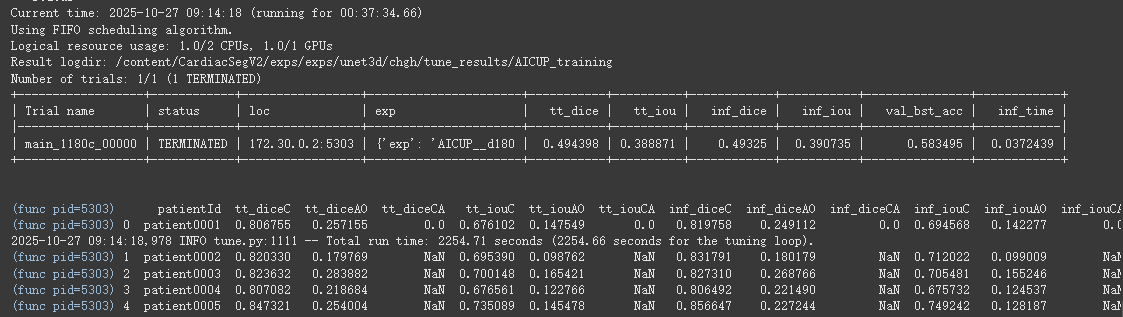 Current time: 2025-10-27 09:14:18 (running for 00:37:34.66)
Using FIFO scheduling algorithm.
Logical resource usage: 1.0/2 CPUs, 1.0/1 GPUs
Result logdir: /content/CardiacSegV2/exps/exps/unet3d/chgh/tune_results/AICUP_training
Number of trials: 1/1 (1 TERMINATED)
| Trial name | status | loc | exp | tt_dice | tt_iou | inf_dice | inf_iou | val_bst_acc | inf_time |
| main_1180c_00000 | TERMINATED | 172.30.0.2:5303 | {'exp': 'AICUP__d180 | 0.494398 | 0.388871 | 0.49325 | 0.390735 | 0.583495 | 0.0372439 |
(func pid=5303) patientId tt_diceC tt_diceAO tt_diceCA tt_iouC tt_iouAO tt_iouCA inf_diceC inf_diceAO inf_diceCA inf_iouC inf_iouAO inf_iouCA
(func pid=5303) 0 patient0001 0.806755 0.257155 0.0 0.676102 0.147549 0.0 0.819758 0.249112 0.0 0.694568 0.142277 0.0
2025-10-27 09:14:18,978 INFO tune.py:1111 -- Total run time: 2254.71 seconds (2254.66 seconds for the tuning loop).
(func pid=5303) 1 patient0002 0.820330 0.179769 NaN 0.695390 0.098762 NaN 0.831791 0.180179 NaN 0.712022 0.099009 NaN
(func pid=5303) 2 patient0003 0.823632 0.283882 NaN 0.700148 0.165421 NaN 0.827310 0.268766 NaN 0.705481 0.155246 NaN
(func pid=5303) 3 patient0004 0.807082 0.218684 NaN 0.676561 0.122766 NaN 0.806492 0.221490 NaN 0.675732 0.124537 NaN
(func pid=5303) 4 patient0005 0.847321 0.254004 NaN 0.735089 0.145478 NaN 0.856647 0.227244 NaN 0.749242 0.128187 NaN